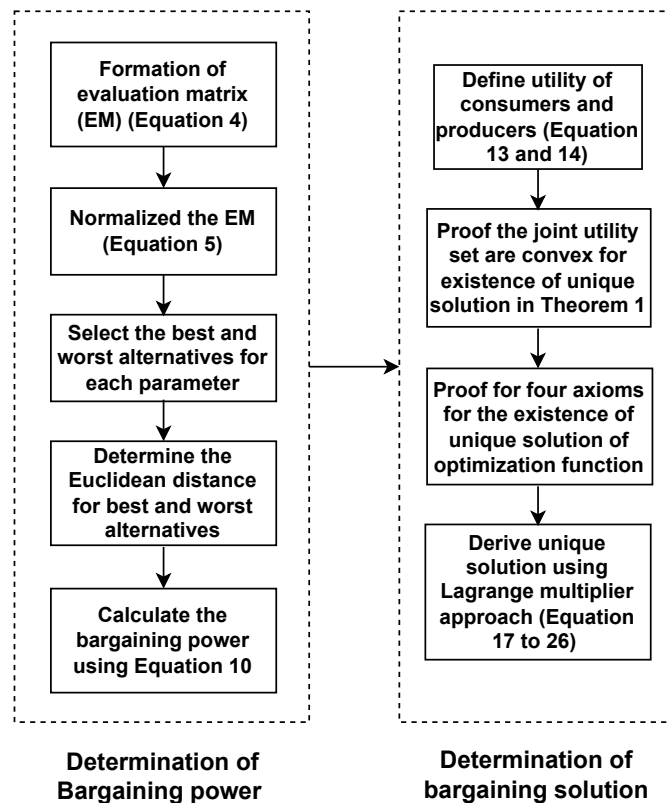 Formation of
evaluation matrix
(EM) (Equation 4)
Normalized the EM
(Equation 5)
Select the best and
worst alternatives for
each parameter
Determine the
Euclidean distance
for best and worst
alternatives
Calculate the
bargaining power
using Equation 10
Determination of
Bargaining power
Define utility of
consumers and
producers (Equation
13 and 14)
Proof the joint utility
set are convex for
existence of unique
solution in Theorem 1
Proof for four axioms
for the existence of
unique solution of
optimization function
Derive unique
solution using
Lagrange multiplier
approach (Equation
17 to 26)
Determination of
bargaining solution